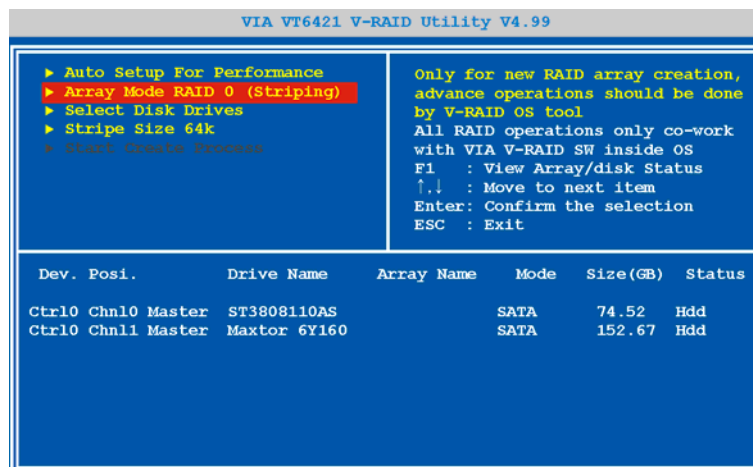 VIA VT6421 V-RAID Utility V4.99
▶ Auto Setup For Performance
▶ Array Mode RAID 0 (Striping)
▶ Select Disk Drives
▶ Stripe Size 64k
▶ Start Create Process
Only for new RAID array creation,
advance operations should be done
by V-RAID OS tool
All RAID operations only co-work
with VIA V-RAID SW inside OS
F1 : View Array/disk Status
↑.↓ : Move to next item
Enter: Confirm the selection
ESC : Exit
Dev. Posi. Drive Name Array Name Mode Size(GB) Status
Ctrl0 Chnl0 Master ST3808110AS SATA 74.52 Hdd
Ctrl0 Chnl1 Master Maxtor 6Y160 SATA 152.67 Hdd